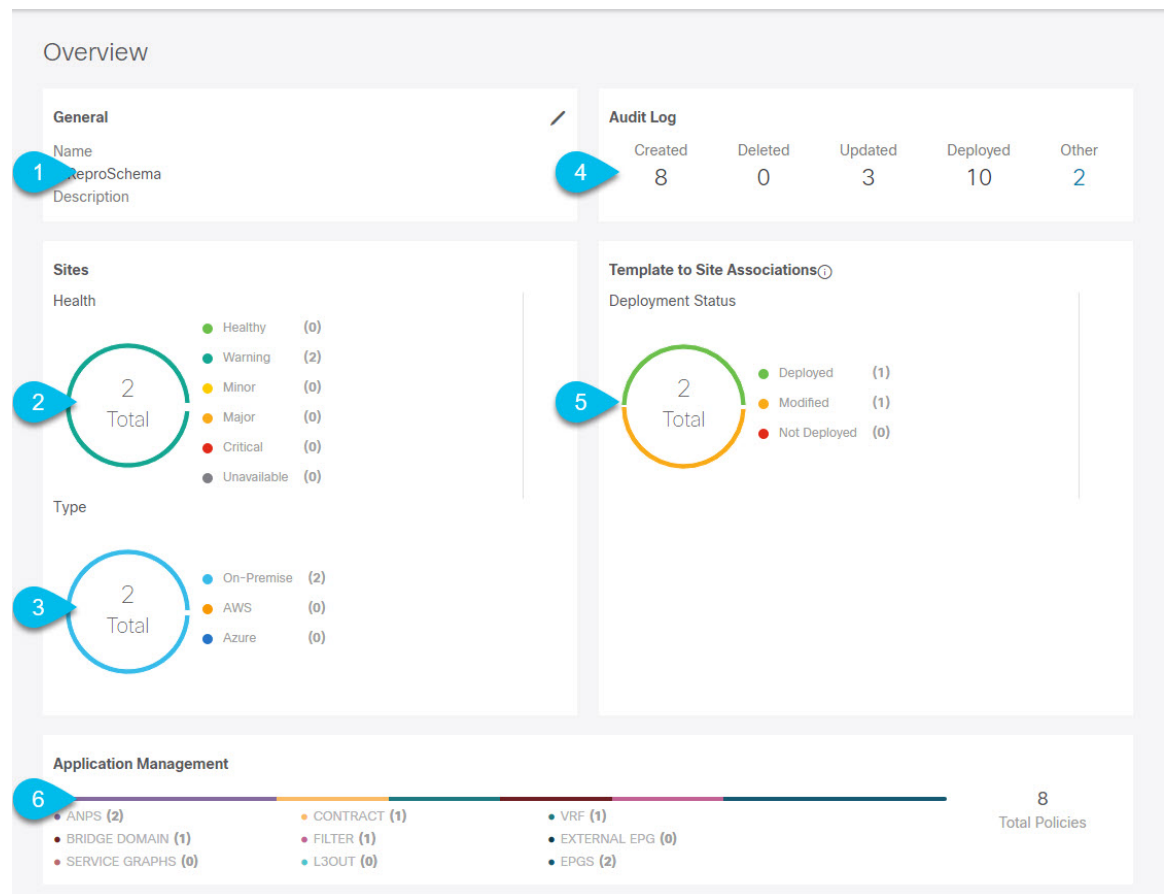 Overview
General
Name
1
ReproSchema
Description
Audit Log
Created Deleted Updated Deployed Other
4
8 0 3 10 2
Sites
Health
2
2
Total
Healthy (0)
Warning (2)
Minor (0)
Major (0)
Critical (0)
Unavailable (0)
Type
3
2
Total
On-Premise (2)
AWS (0)
Azure (0)
Template to Site Associations
Deployment Status
5
2
Total
Deployed (1)
Modified (1)
Not Deployed (0)
Application Management
6
ANPS (2) CONTRACT (1) VRF (1)
BRIDGE DOMAIN (1) FILTER (1) EXTERNAL EPG (0)
SERVICE GRAPHS (0) L3OUT (0) EPGS (2)
8
Total Policies